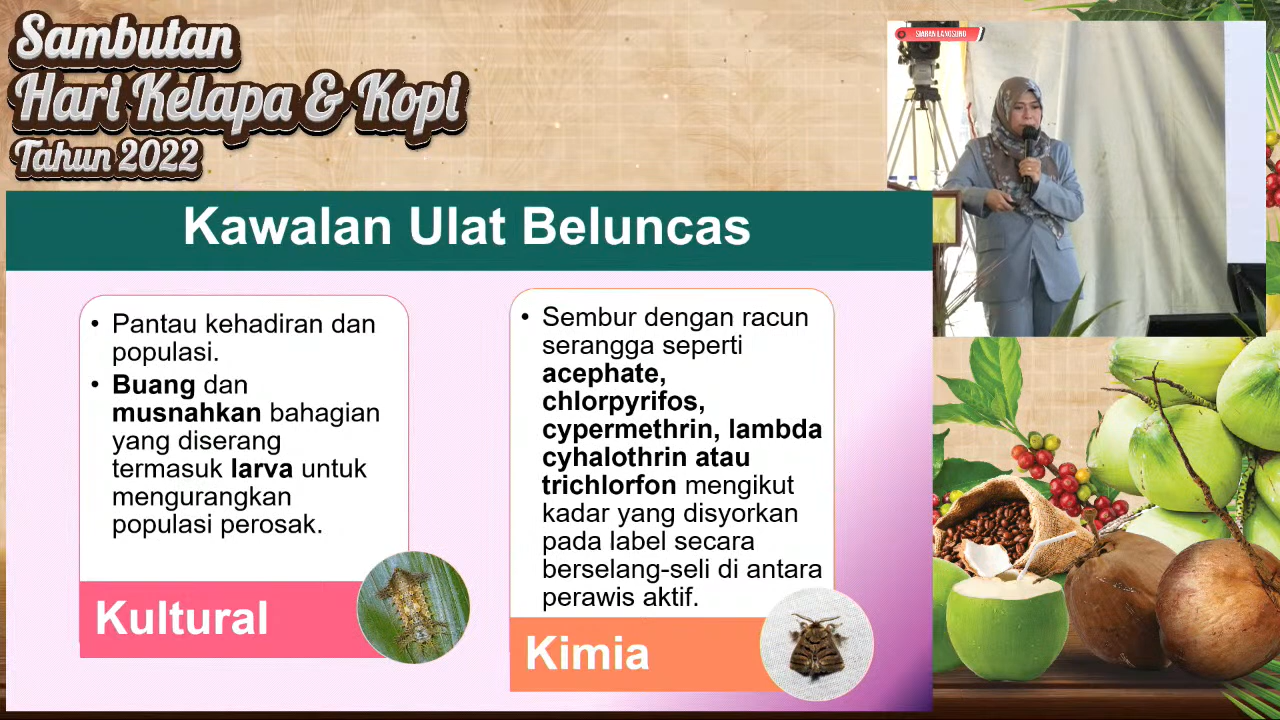 Sambutan
Hari Kelapa & Kopi
Tahun 2022
SIARAN LANGSUNG
Kawalan Ulat Beluncas
• Pantau kehadiran dan
populasi.
• Buang dan
musnahkan bahagian
yang diserang
termasuk larva untuk
mengurangkan
populasi perosak.
Kultural
• Sembur dengan racun
serangga seperti
acephate,
chlorpyrifos,
cypermethrin, lambda
cyhalothrin atau
trichlorfon mengikut
kadar yang disyorkan
pada label secara
berselang-seli di antara
perawis aktif.
Kimia